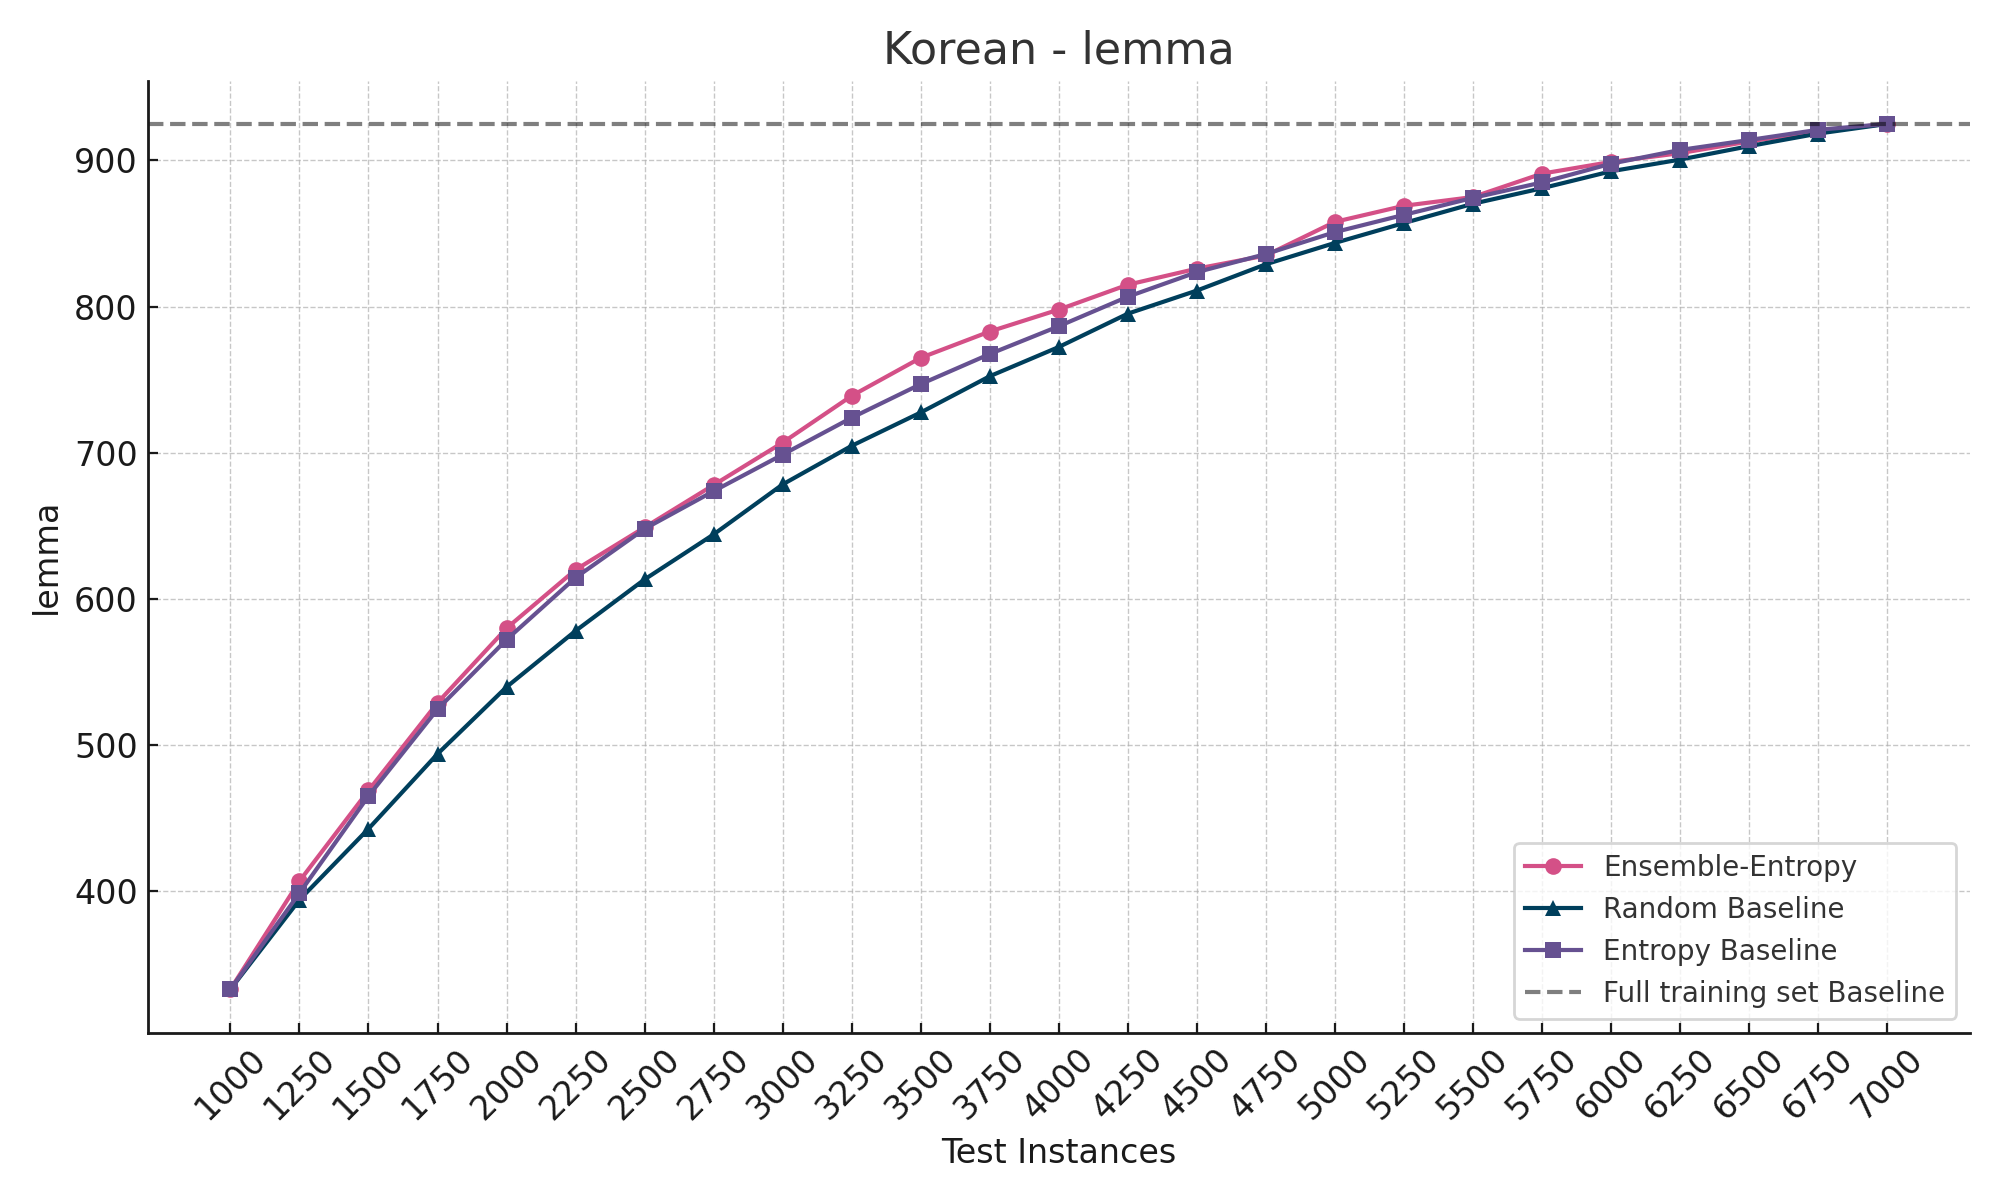 Korean - lemma
lemma
900
800
700
600
500
400
Ensemble-Entropy
Random Baseline
Entropy Baseline
Full training set Baseline
1000 1250 1500 1750 2000 2250 2500 2750 3000 3250 3500 3750 4000 4250 4500 4750 5000 5250 5500 5750 6000 6250 6500 6750 7000
Test Instances